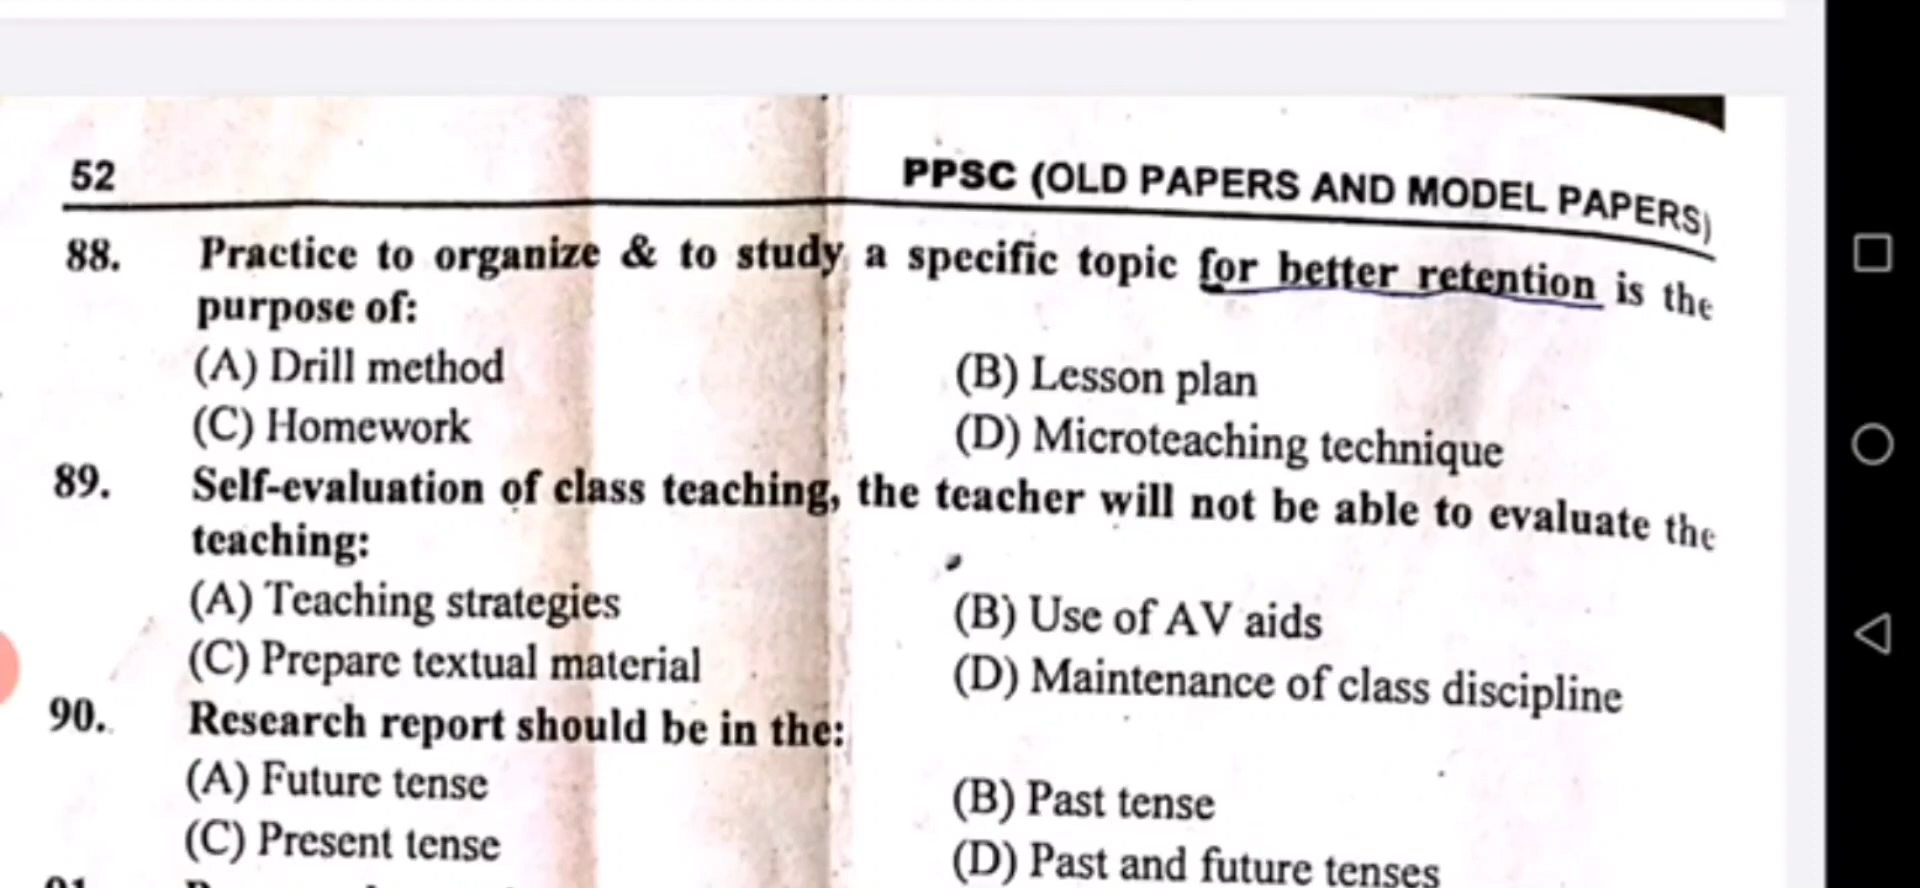 52
PPSC (OLD PAPERS AND MODEL PAPERS)
88. Practice to organize & to study a specific topic for better retention is the
purpose of:
(A) Drill method (B) Lesson plan
(C) Homework (D) Microteaching technique
89. Self-evaluation of class teaching, the teacher will not be able to evaluate the
teaching:
(A) Teaching strategies (B) Use of AV aids
(C) Prepare textual material (D) Maintenance of class discipline
90. Research report should be in the:
(A) Future tense (B) Past tense
(C) Present tense (D) Past and future tenses